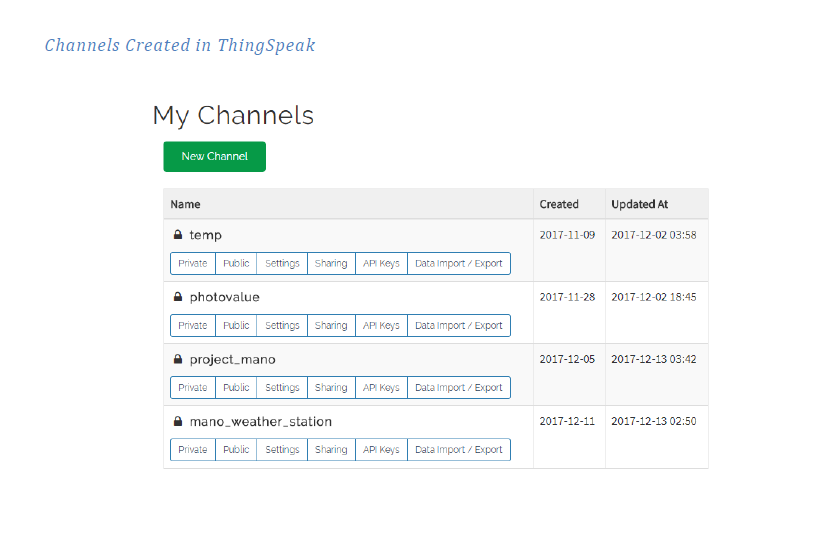 Channels Created in ThingSpeak
My Channels
New Channel
Name Created Updated At
temp 2017-11-09 2017-12-02 03:58
Private Public Settings Sharing API Keys Data Import / Export
photovalue 2017-11-28 2017-12-02 18:45
Private Public Settings Sharing API Keys Data Import / Export
project_mano 2017-12-05 2017-12-13 03:42
Private Public Settings Sharing API Keys Data Import / Export
mano_weather_station 2017-12-11 2017-12-13 02:50
Private Public Settings Sharing API Keys Data Import / Export